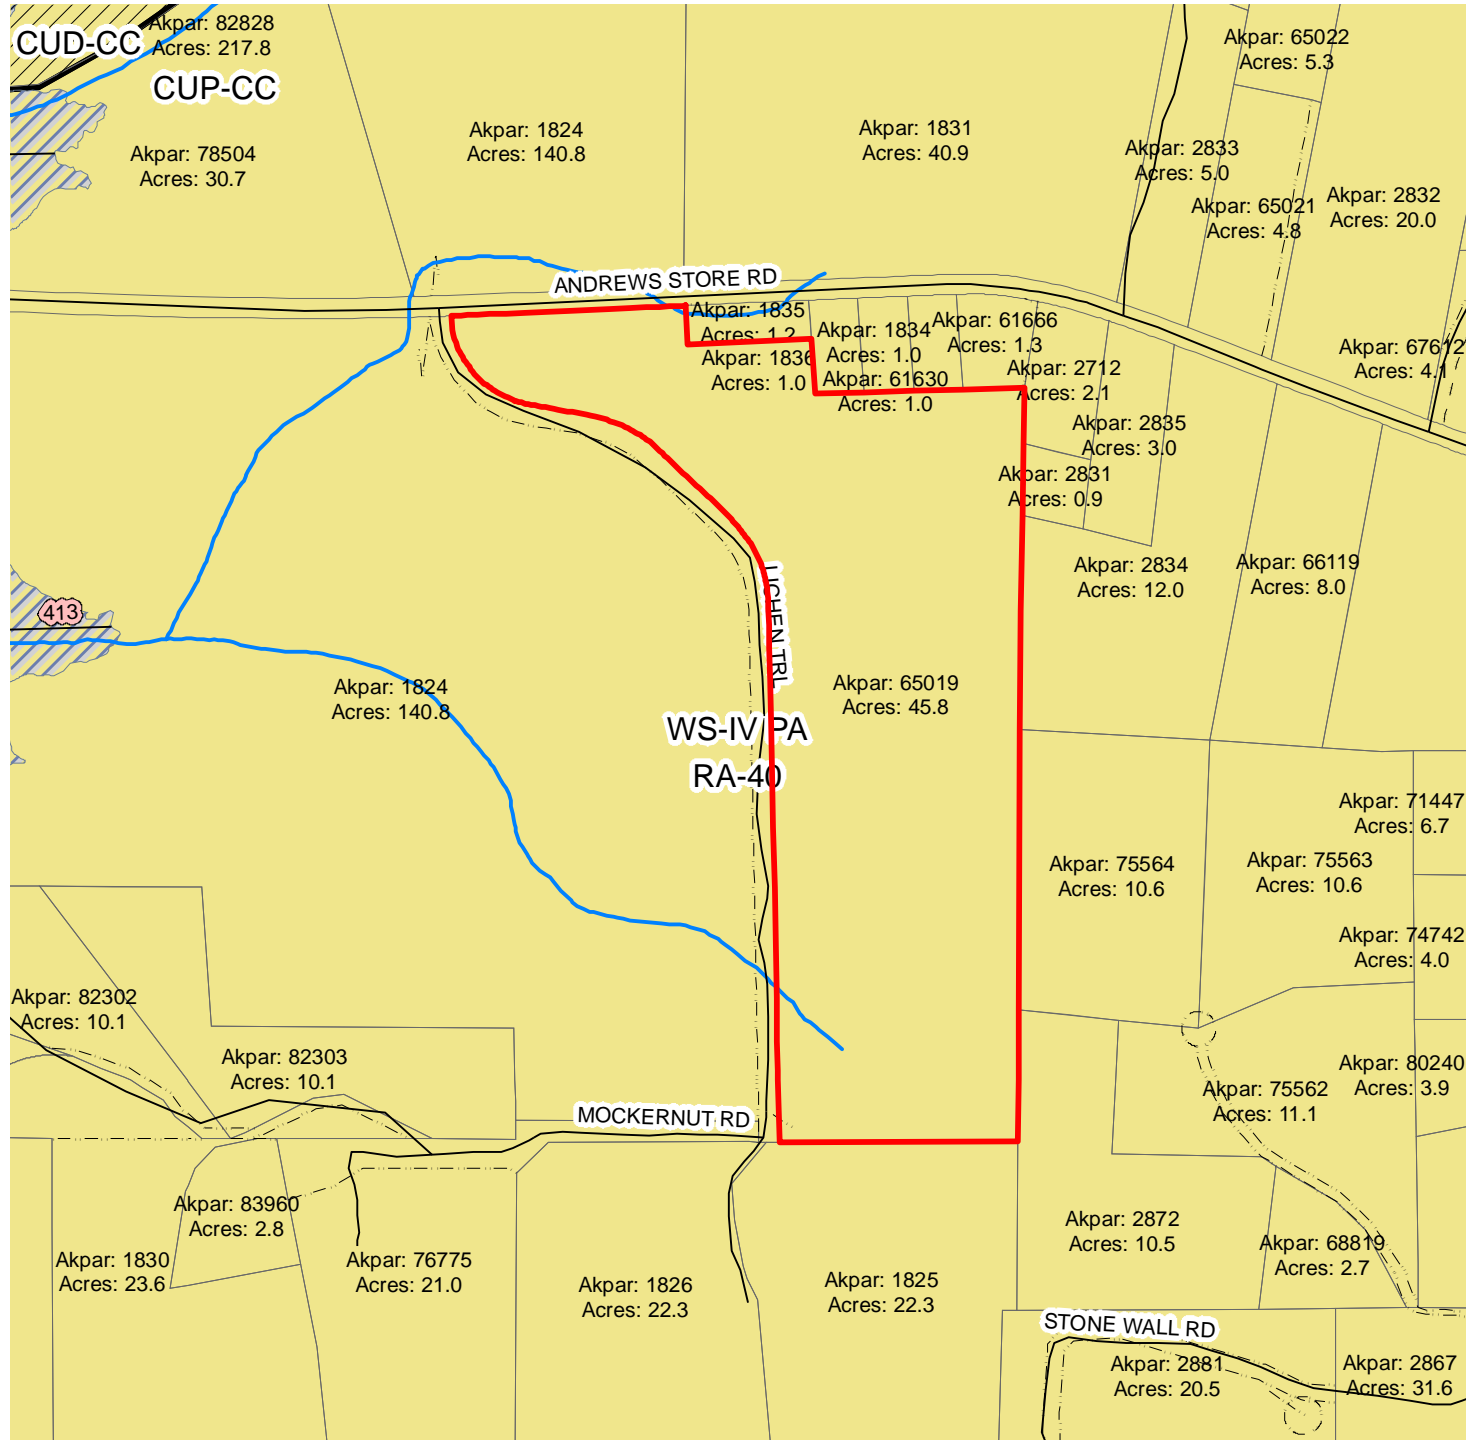 CUD-CC
Akpar: 82828
Acres: 217.8
CUP-CC
Akpar: 78504
Acres: 30.7
Akpar: 1824
Acres: 140.8
Akpar: 1831
Acres: 40.9
Akpar: 65022
Acres: 5.3
Akpar: 2833
Acres: 5.0
Akpar: 65021
Acres: 4.8
Akpar: 2832
Acres: 20.0
ANDREWS STORE RD
Akpar: 1835
Acres: 1.2
Akpar: 1836
Acres: 1.0
Akpar: 1834
Acres: 1.0
Akpar: 61630
Acres: 1.0
Akpar: 61666
Acres: 1.3
Akpar: 2712
Acres: 2.1
Akpar: 67612
Acres: 4.1
Akpar: 2835
Acres: 3.0
Akpar: 2831
Acres: 0.9
Akpar: 2834
Acres: 12.0
Akpar: 66119
Acres: 8.0
413
LICHEN TRL
Akpar: 1824
Acres: 140.8
Akpar: 65019
Acres: 45.8
WS-IV PA
RA-40
Akpar: 71447
Acres: 6.7
Akpar: 75564
Acres: 10.6
Akpar: 75563
Acres: 10.6
Akpar: 74742
Acres: 4.0
Akpar: 82302
Acres: 10.1
Akpar: 82303
Acres: 10.1
Akpar: 80240
Acres: 3.9
Akpar: 75562
Acres: 11.1
MOCKERNUT RD
Akpar: 83960
Acres: 2.8
Akpar: 1830
Acres: 23.6
Akpar: 76775
Acres: 21.0
Akpar: 1826
Acres: 22.3
Akpar: 1825
Acres: 22.3
Akpar: 2872
Acres: 10.5
Akpar: 68819
Acres: 2.7
STONE WALL RD
Akpar: 2881
Acres: 20.5
Akpar: 2867
Acres: 31.6